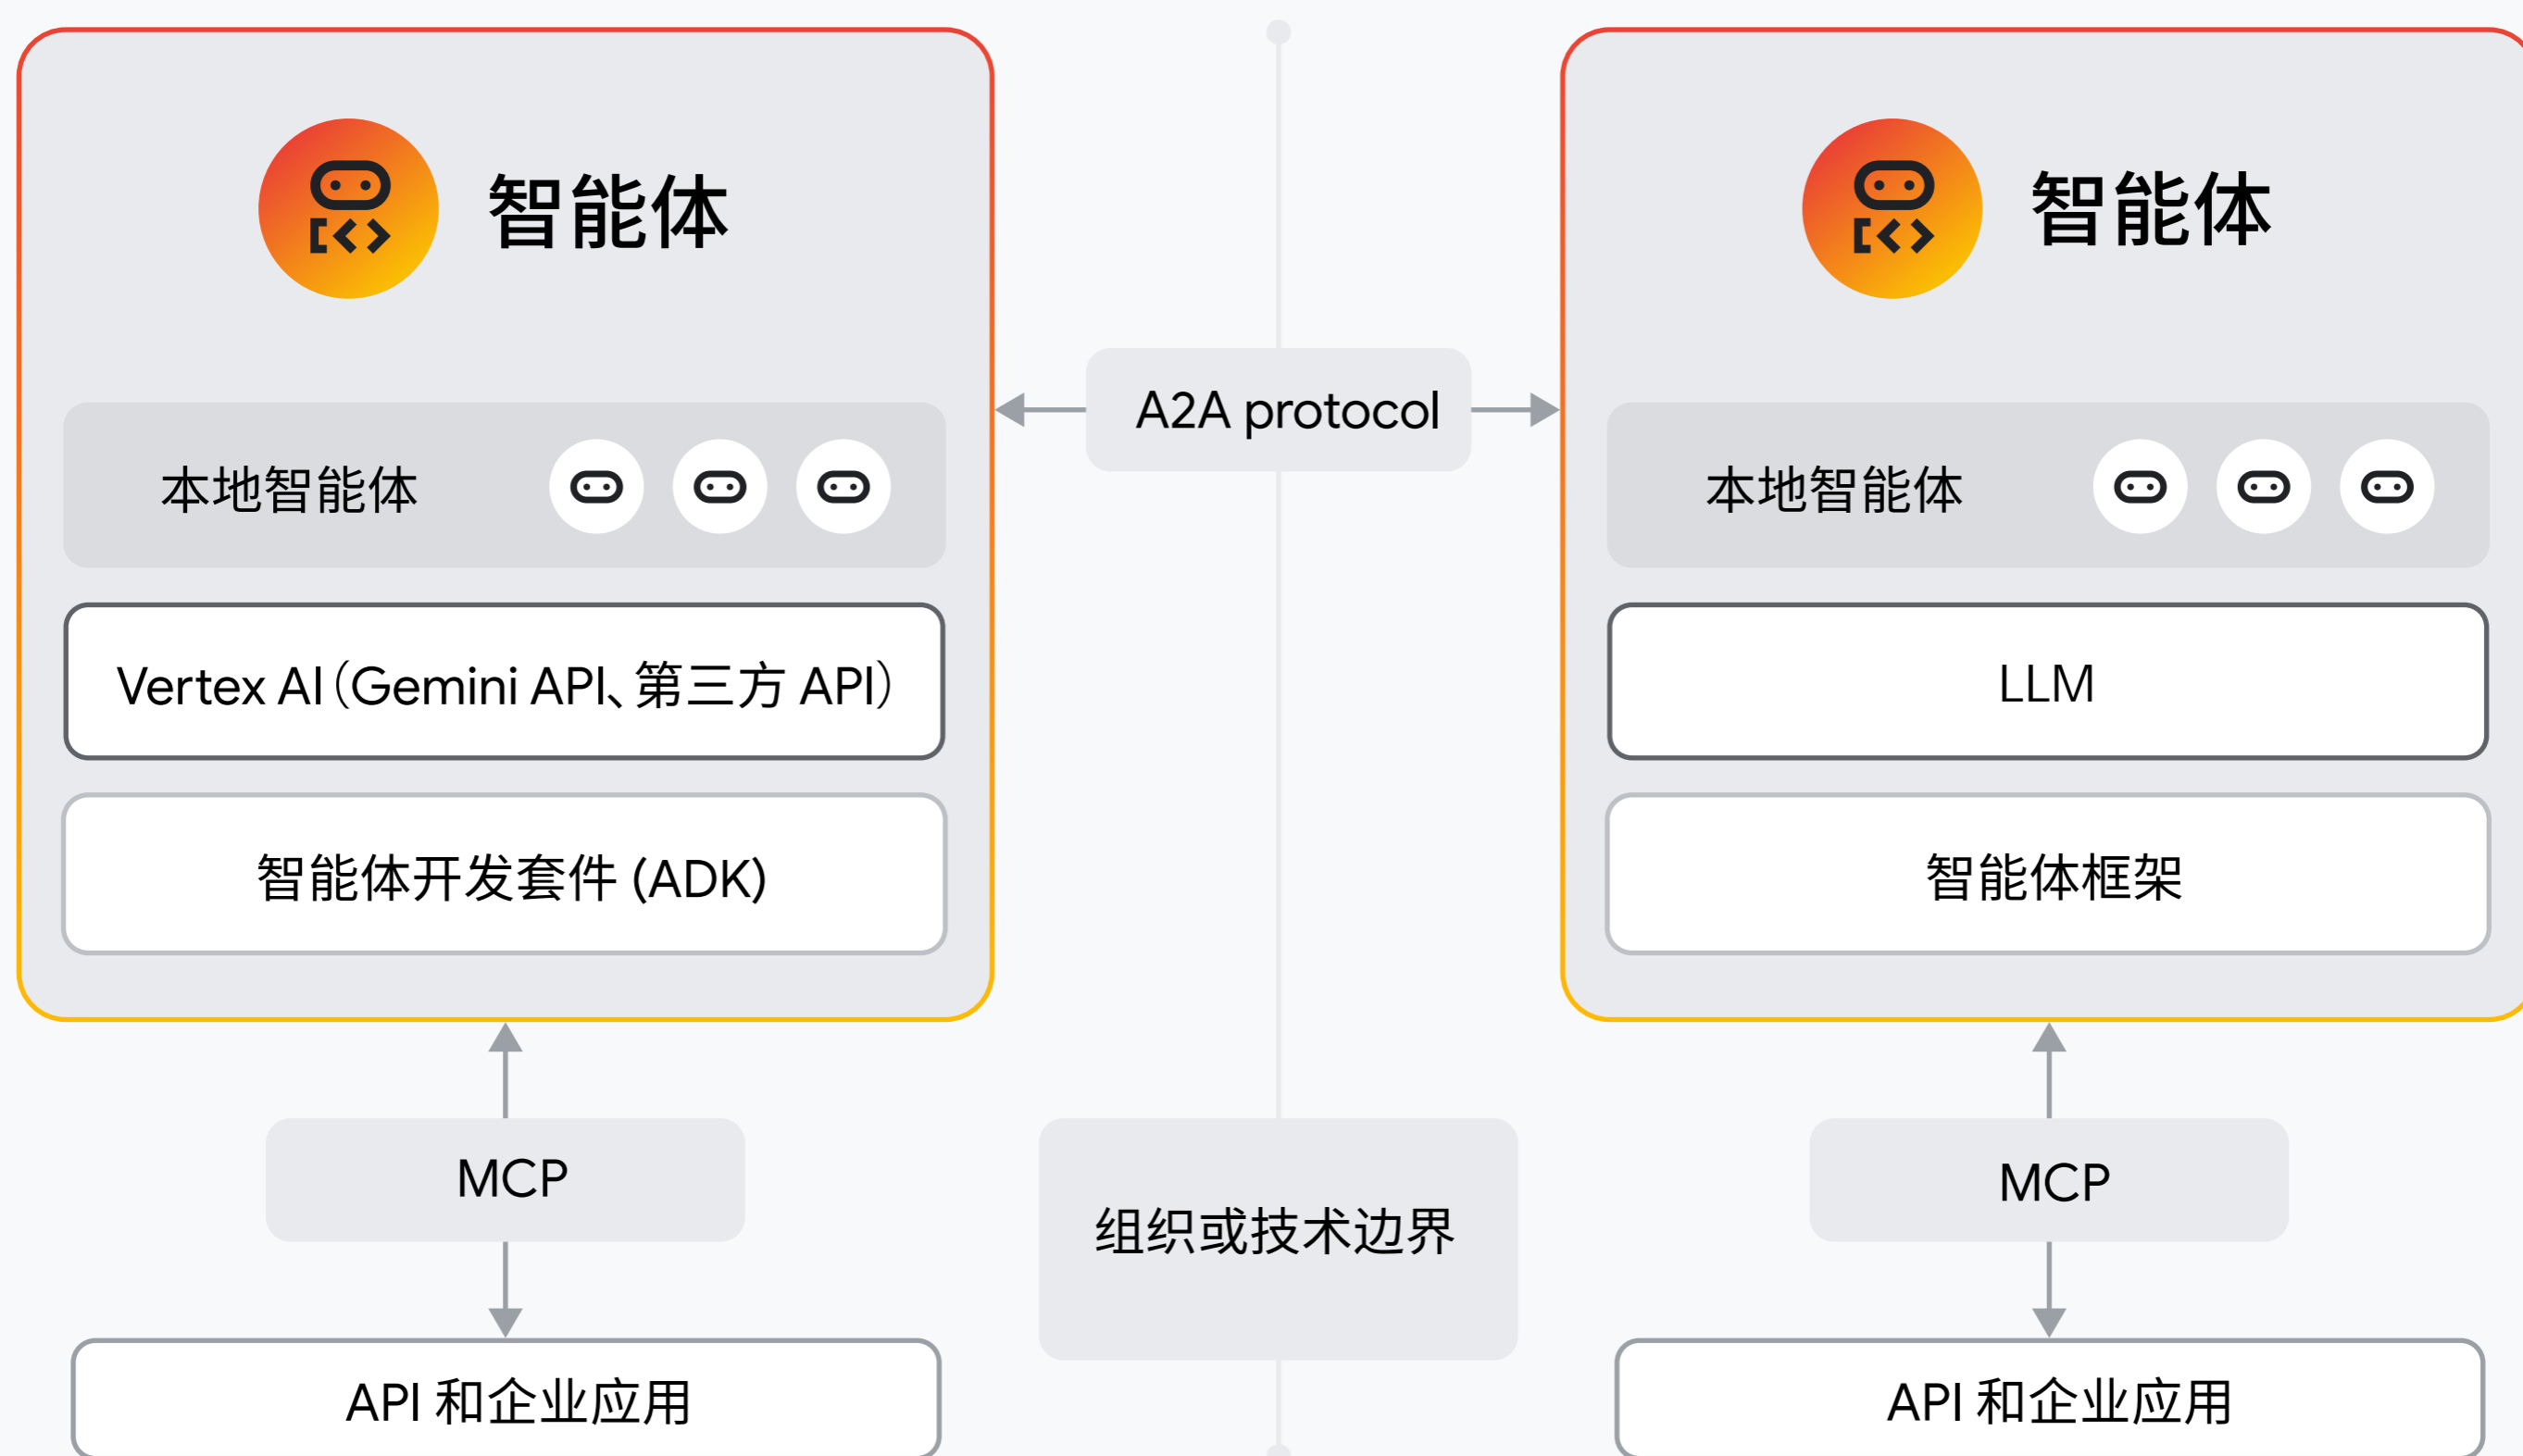 智能体
本地智能体
Vertex AI（Gemini API、第三方 API）
智能体开发套件 (ADK)
MCP
API 和企业应用
A2A protocol
组织或技术边界
智能体
本地智能体
LLM
智能体框架
MCP
API 和企业应用